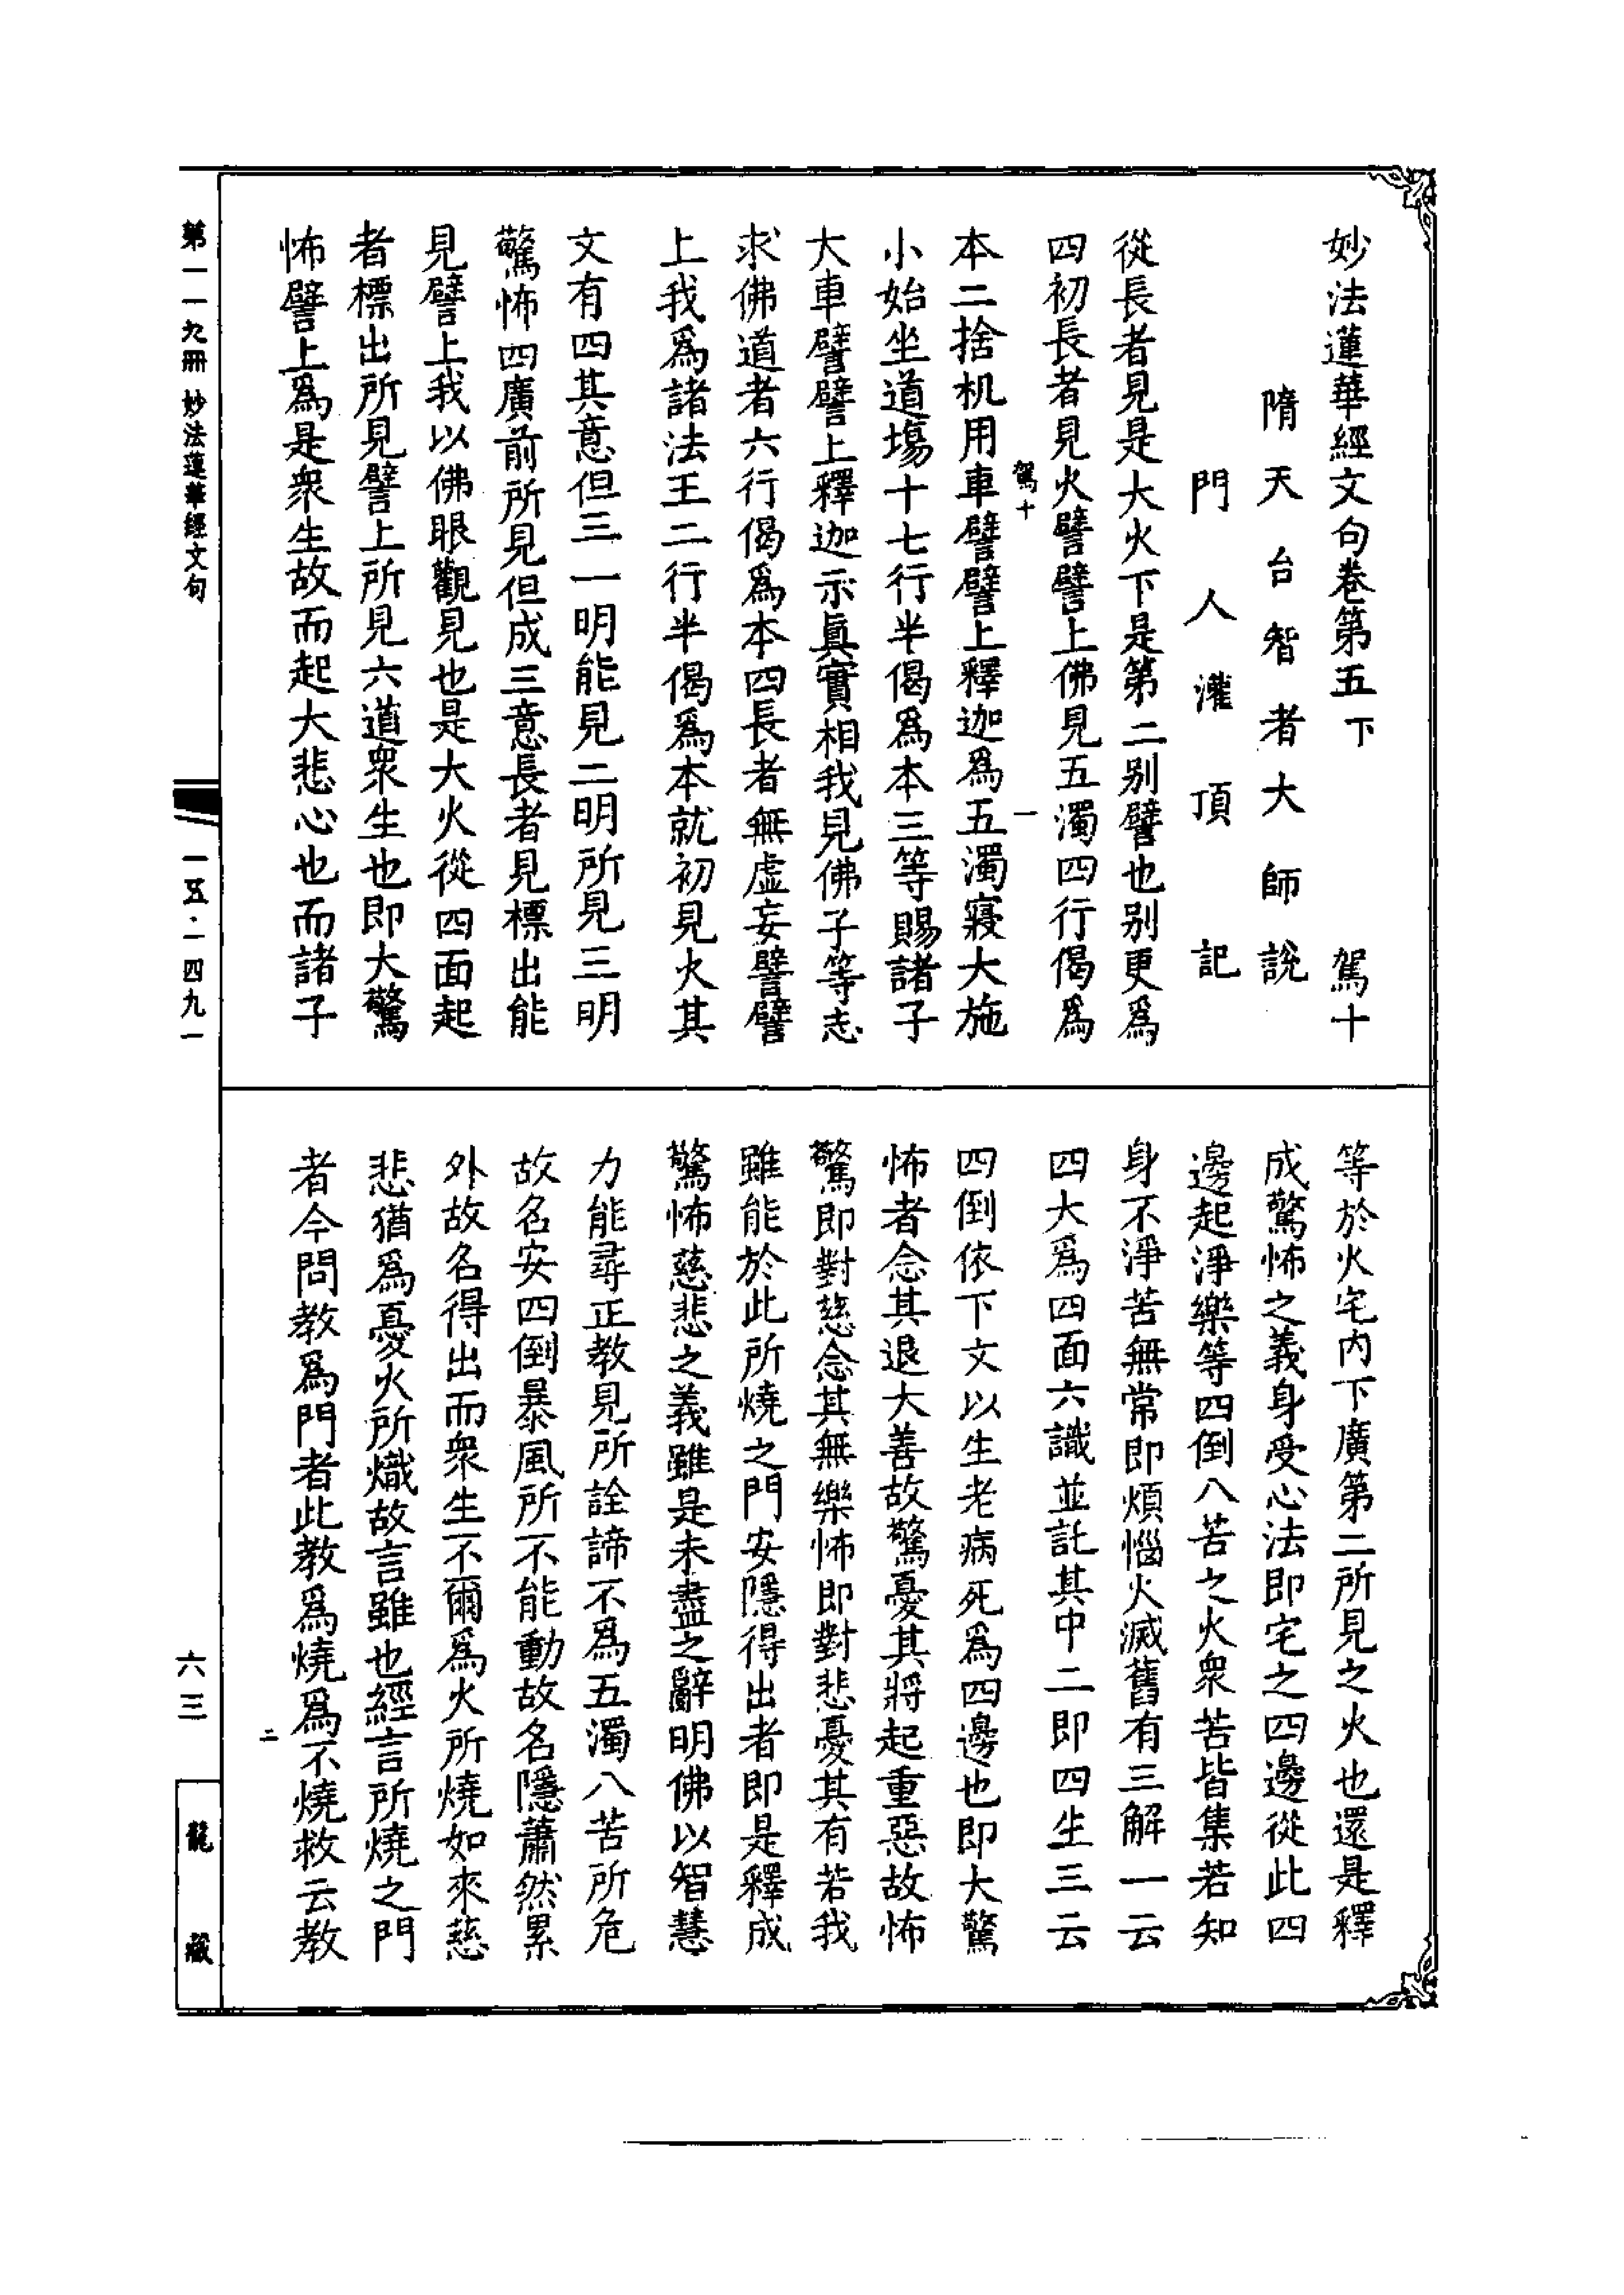 妙法蓮華經文句卷第五下　駕十
隋天台智者大師說
門人灌頂記
從長者見是大火下是第二別譬也別更爲
四初長者見火譬譬上佛見五濁四行偈爲
駕十　一
本二捨机用車譬譬上釋迦爲五濁寢大施
小始坐道場十七行半偈爲本三等賜諸子
大車譬譬上釋迦示眞實相我見佛子等志
求佛道者六行偈爲本四長者無虛妄譬譬
上我爲諸法王二行半偈爲本就初見火其
文有四其意但三一明能見二明所見三明
驚怖四廣前所見但成三意長者見標出能
見譬上我以佛眼觀見也是大火從四面起
者標出所見譬上所見六道衆生也即大驚
怖譬上爲是衆生故而起大悲心也而諸子
等於火宅內下廣第二所見之火也還是釋
成驚怖之義身受心法即宅之四邊從此四
邊起淨樂等四倒八苦之火衆苦皆集若知
身不淨苦無常即煩惱火滅舊有三解一云
四大爲四面六識並託其中二即四生三云
四倒依下文以生老病死爲四邊也即大驚
怖者念其退大善故驚憂其將起重惡故怖
驚即對慈念其無樂怖即對悲憂其有苦我
雖能於此所燒之門安隱得出者即是釋成
驚怖慈悲之義雖是未盡之辭明佛以智慧
力能尋正教見所詮諦不爲五濁八苦所危
故名安四倒暴風所不能動故名隱蕭然累
外故名得出而衆生不爾爲火所燒如來慈
悲猶爲憂火所熾故言雖也經言所燒之門
者今問教爲門者此教爲燒爲不燒救云教
二
第一一九冊　妙法蓮華經文句
一五·一四九一
六三
龍藏